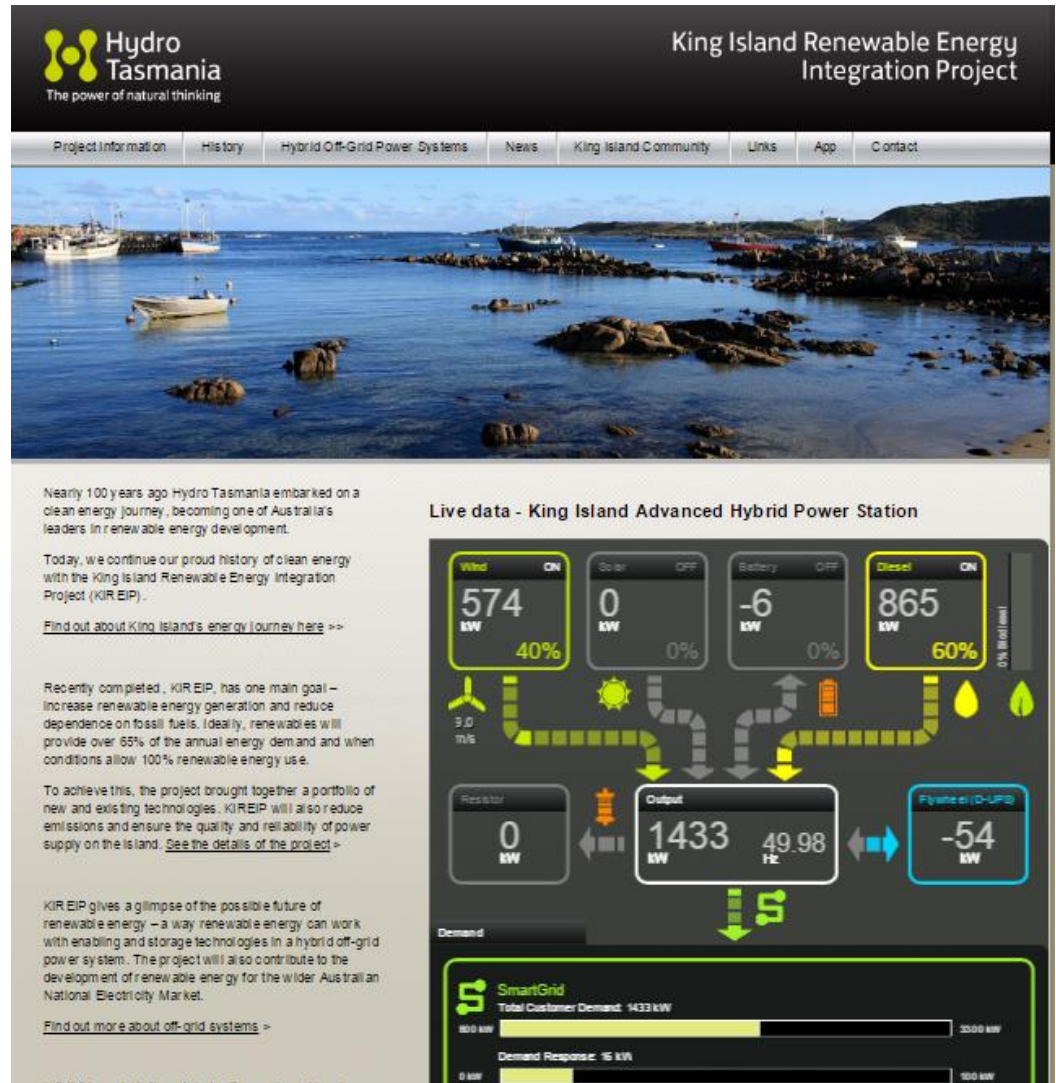 Hydro
Tasmania
The power of natural thinking
King Island Renewable Energy
Integration Project
Project Information History Hybrid Off-Grid Power Systems News King Island Community Links App Contact
Nearly 100 years ago Hydro Tasmania embarked on a
clean energy journey, becoming one of Australia's
leaders in renewable energy development.
Today, we continue our proud history of clean energy
with the King Island Renewable Energy Integration
Project (KIREIP).
Find out about King Island's energy journey here >>
Recently completed, KIREIP, has one main goal –
increase renewable energy generation and reduce
dependence on fossil fuels. Ideally, renewables will
provide over 65% of the annual energy demand and when
conditions allow 100% renewable energy use.
To achieve this, the project brought together a portfolio of
new and existing technologies. KIREIP will also reduce
emissions and ensure the quality and reliability of power
supply on the island. See the details of the project >
KIREIP gives a glimpse of the possible future of
renewable energy – a way renewable energy can work
with enabling and storage technologies in a hybrid off-grid
power system. The project will also contribute to the
development of renewable energy for the wider Australian
National Electricity Market.
Find out more about off-grid systems >
Live data - King Island Advanced Hybrid Power Station
Wind ON
574
kW
40%
Solar OFF
0
kW
0%
Battery OFF
-6
kW
0%
Diesel ON
865
kW
60%
0% Biodiesel
9.0
m/s
Resistor
0
kW
Output
1433
kW
49.98
Hz
Flywheel (D-UPS)
-54
kW
Demand
SmartGrid
Total Customer Demand: 1433 kW
800 kW 3300 kW
Demand Response: 16 kW
0 kW 100 kW